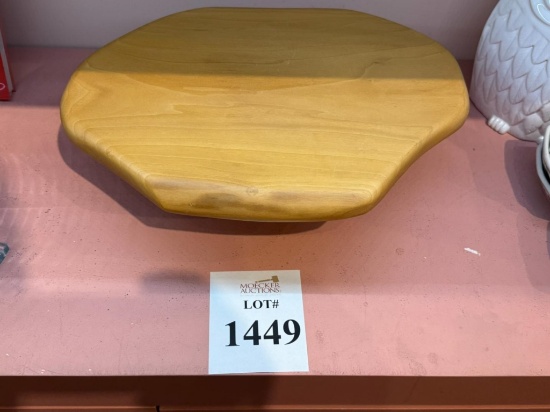 MOECKER
AUCTIONS
LOT#
1449